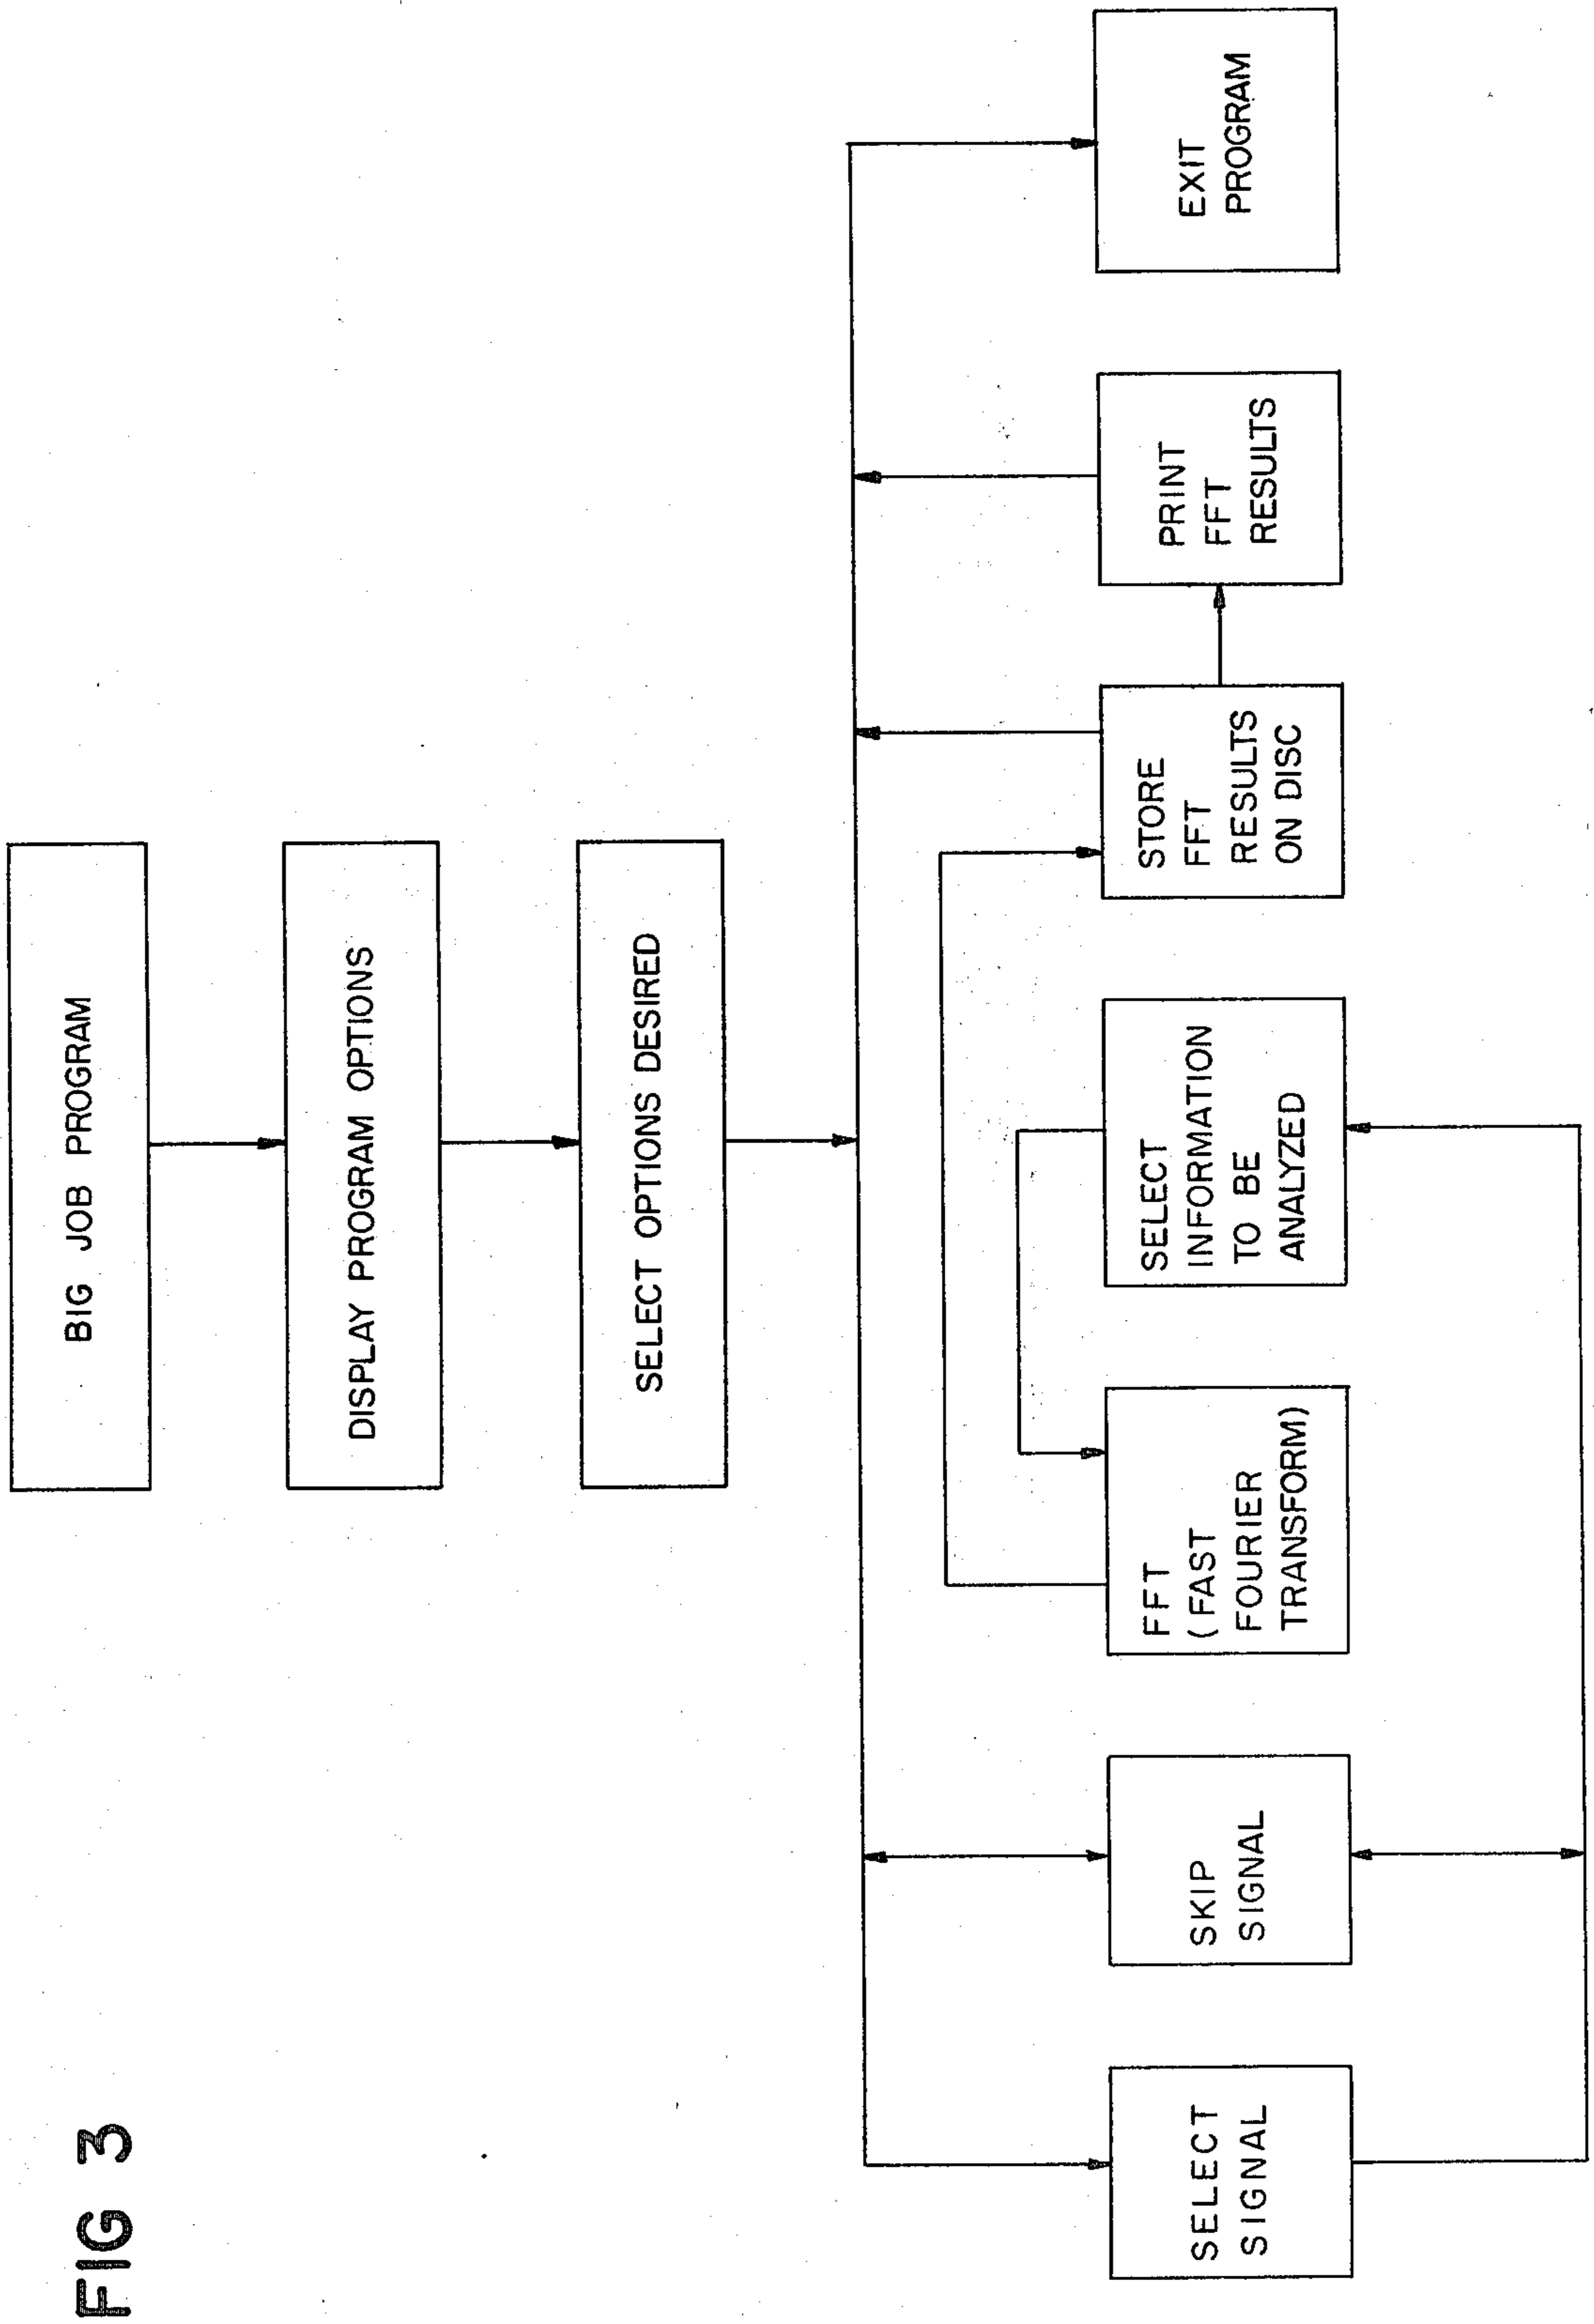 FIG 3
BIG JOB PROGRAM
DISPLAY PROGRAM OPTIONS
SELECT OPTIONS DESIRED
SELECT
SIGNAL
SKIP
SIGNAL
FFT
(FAST
FOURIER
TRANSFORM)
SELECT
INFORMATION
TO BE
ANALYZED
STORE
FFT
RESULTS
ON DISC
PRINT
FFT
RESULTS
EXIT
PROGRAM